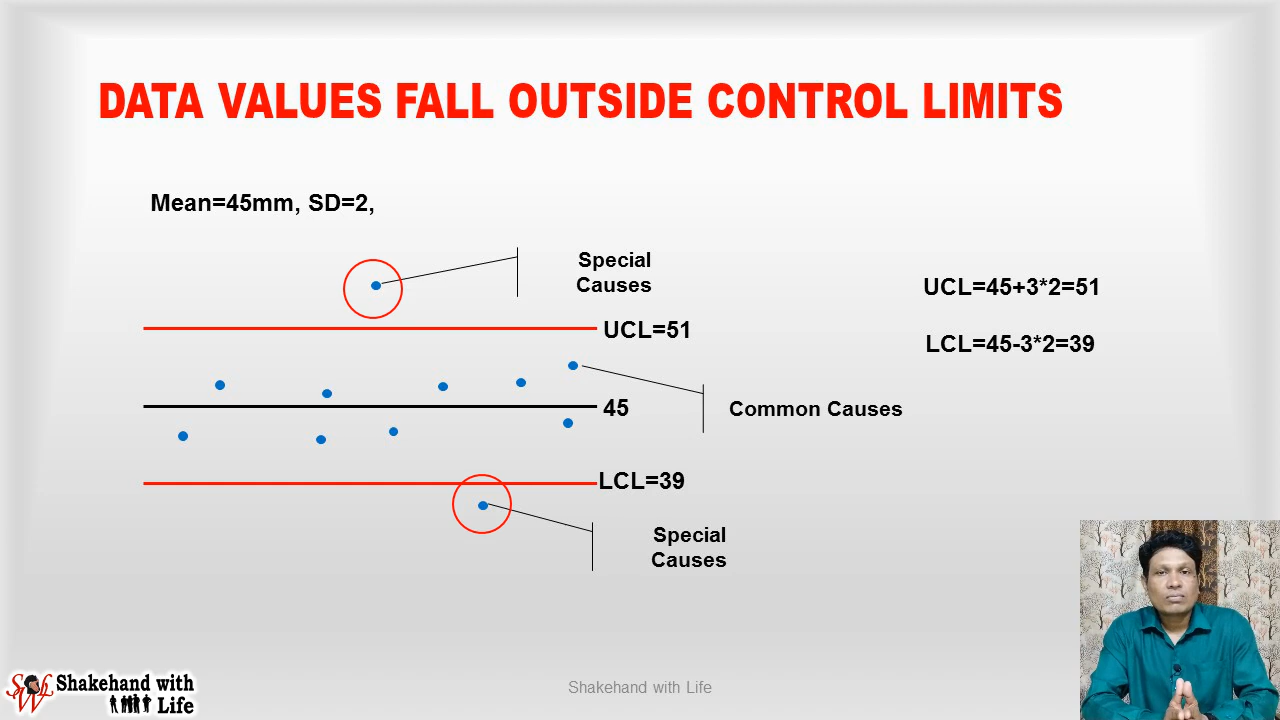 DATA VALUES FALL OUTSIDE CONTROL LIMITS
Mean=45mm, SD=2,
Special
Causes
UCL=45+3*2=51
UCL=51
LCL=45-3*2=39
45
Common Causes
LCL=39
Special
Causes
SWL
Shakehand with
Life
Shakehand with Life